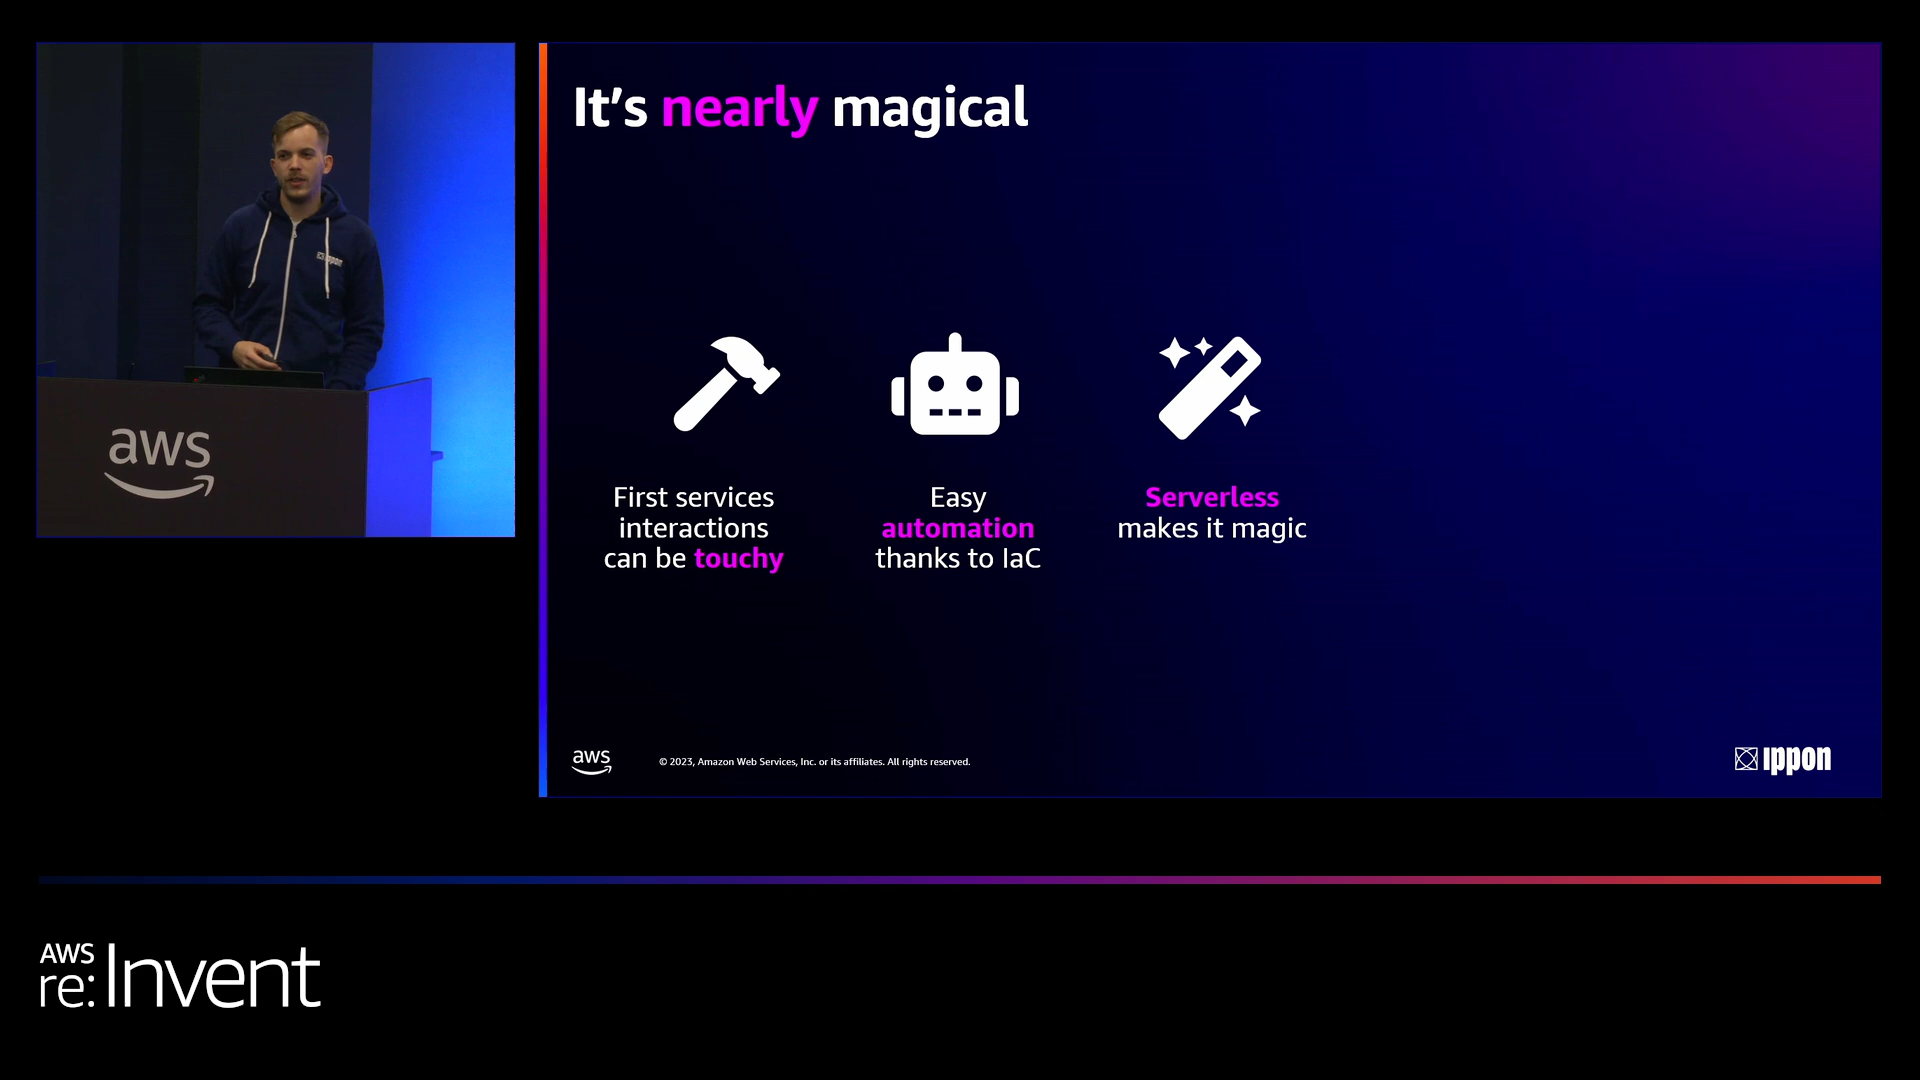 ippon
aws
It's nearly magical
First services
interactions
can be touchy
Easy
automation
thanks to IaC
Serverless
makes it magic
aws
© 2023, Amazon Web Services, Inc. or its affiliates. All rights reserved.
ippon
AWS
re:Invent